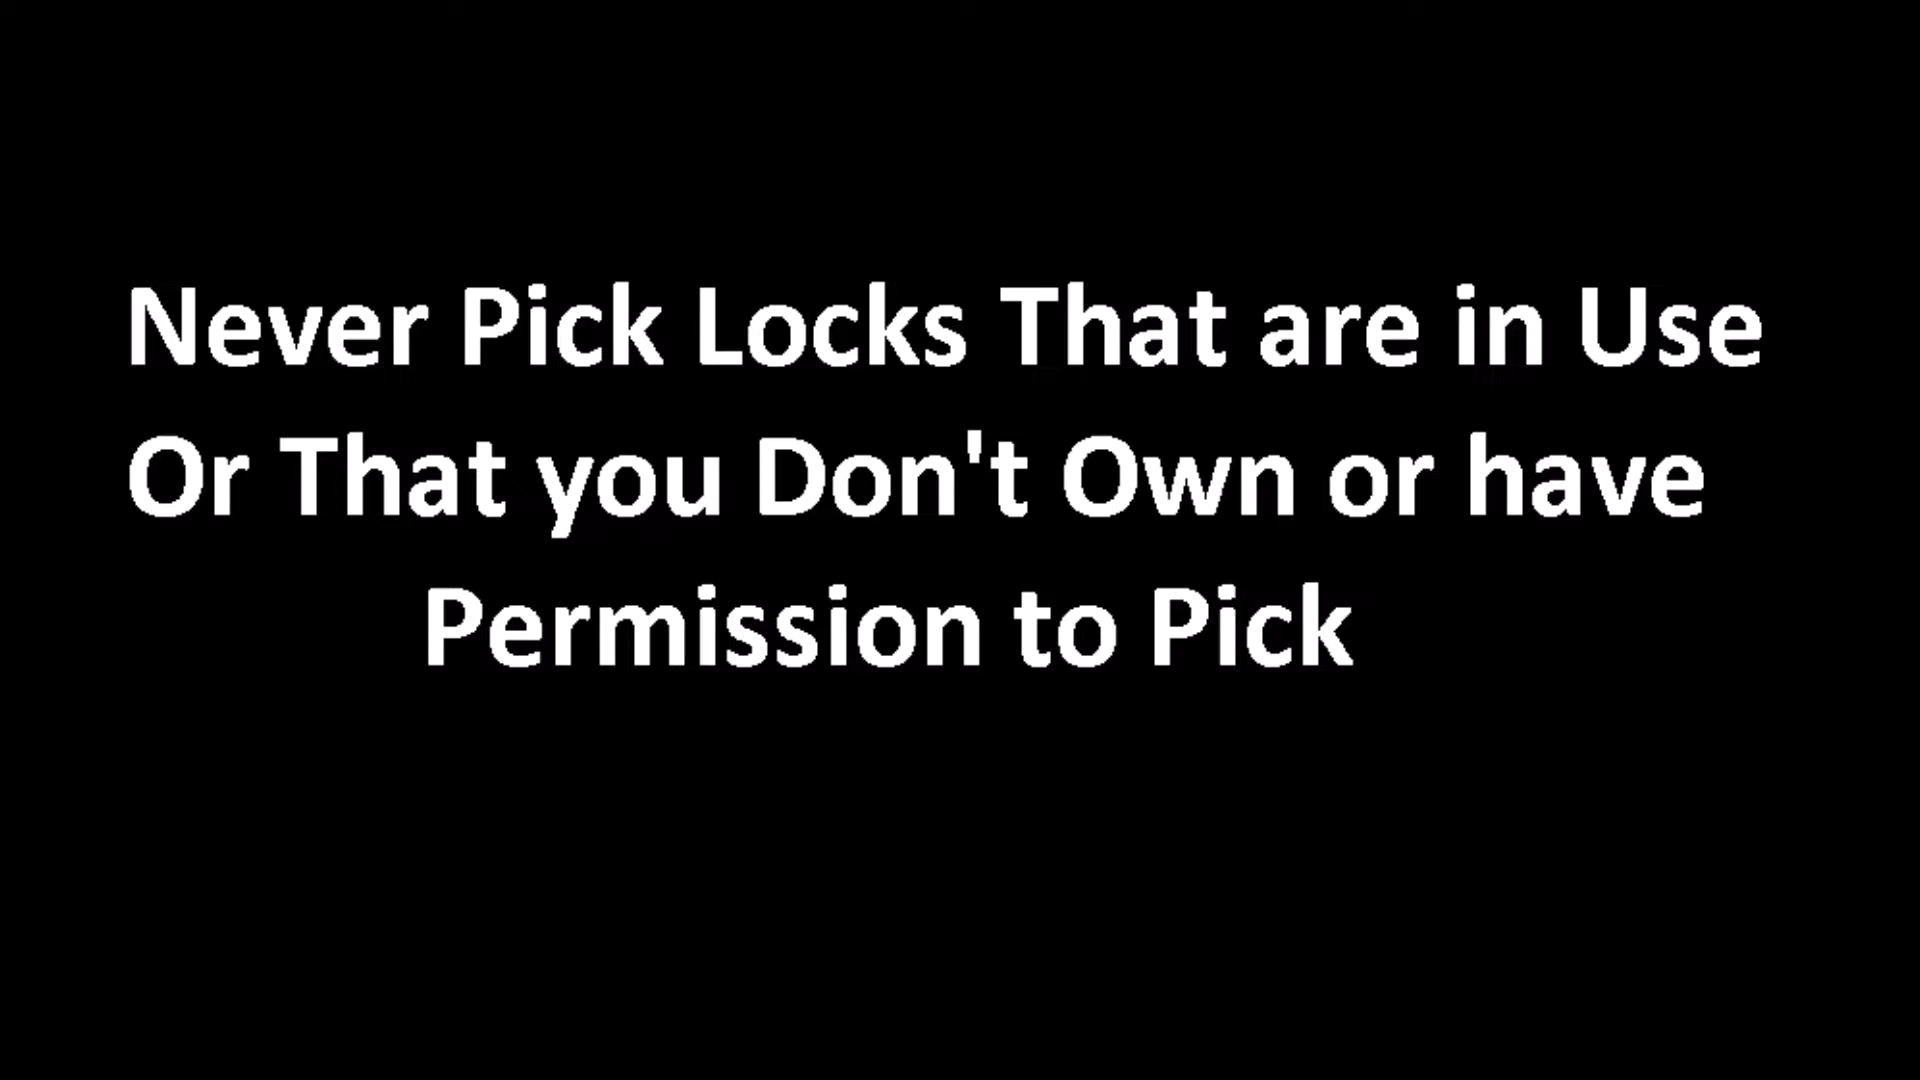 Never Pick Locks That are in Use
Or That you Don't Own or have
Permission to Pick